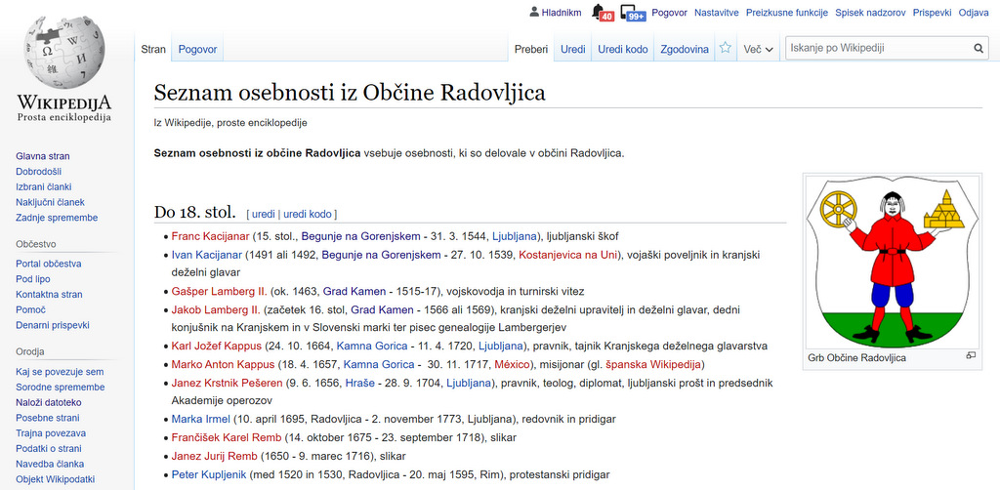 Hladnikm 40 99+ Pogovor Nastavitve Preizkusne funkcije Spisek nadzorov Prispevki Odjava
Stran Pogovor Preberi Uredi Uredi kodo Zgodovina Več Iskanje po Wikipediji
WIKIPEDIJA
Prosta enciklopedija
Glavna stran
Dobrodošli
Izbrani članki
Naključni članek
Zadnje spremembe
Občestvo
Portal občestva
Pod lipo
Kontaktna stran
Pomoč
Denarni prispevki
Orodja
Kaj se povezuje sem
Sorodne spremembe
Naloži datoteko
Posebne strani
Trajna povezava
Podatki o strani
Navedba članka
Objekt Wikipodatki
Seznam osebnosti iz Občine Radovljica
Iz Wikipedije, proste enciklopedije
Seznam osebnosti iz občine Radovljica vsebuje osebnosti, ki so delovale v občini Radovljica.
Do 18. stol. [ uredi | uredi kodo ]
Franc Kacijanar (15. stol., Begunje na Gorenjskem - 31. 3. 1544, Ljubljana), ljubljanski škof
Ivan Kacijanar (1491 ali 1492, Begunje na Gorenjskem - 27. 10. 1539, Kostanjevica na Uni), vojaški poveljnik in kranjski
deželni glavar
Gašper Lamberg II. (ok. 1463, Grad Kamen - 1515-17), vojskovodja in turnirski vitez
Jakob Lamberg II. (začetek 16. stol, Grad Kamen - 1566 ali 1569), kranjski deželni upravitelj in deželni glavar, dedni
konjušnik na Kranjskem in v Slovenski marki ter pisec genealogije Lambergerjev
Karl Jožef Kappus (24. 10. 1664, Kamna Gorica - 11. 4. 1720, Ljubljana), pravnik, tajnik Kranjskega deželnega glavarstva
Marko Anton Kappus (18. 4. 1657, Kamna Gorica - 30. 11. 1717, México), misijonar (gl. španska Wikipedija)
Janez Krstnik Pešeren (9. 6. 1656, Hraše - 28. 9. 1704, Ljubljana), pravnik, teolog, diplomat, ljubljanski prošt in predsednik
Akademije operozov
Marka Irmel (10. april 1695, Radovljica - 2. november 1773, Ljubljana), redovnik in pridigar
Frančišek Karel Remb (14. oktober 1675 - 23. september 1718), slikar
Janez Jurij Remb (1650 - 9. marec 1716), slikar
Peter Kupljenik (med 1520 in 1530, Radovljica - 20. maj 1595, Rim), protestanski pridigar
Grb Občine Radovljica